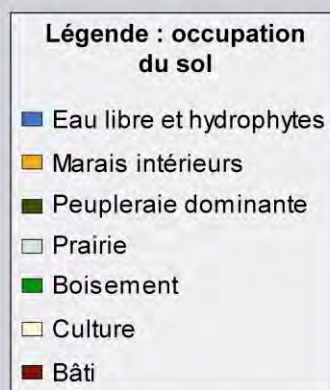 Légende : occupation
du sol
Eau libre et hydrophytes
Marais intérieurs
Peupleraie dominante
Prairie
Boisement
Culture
Bâti